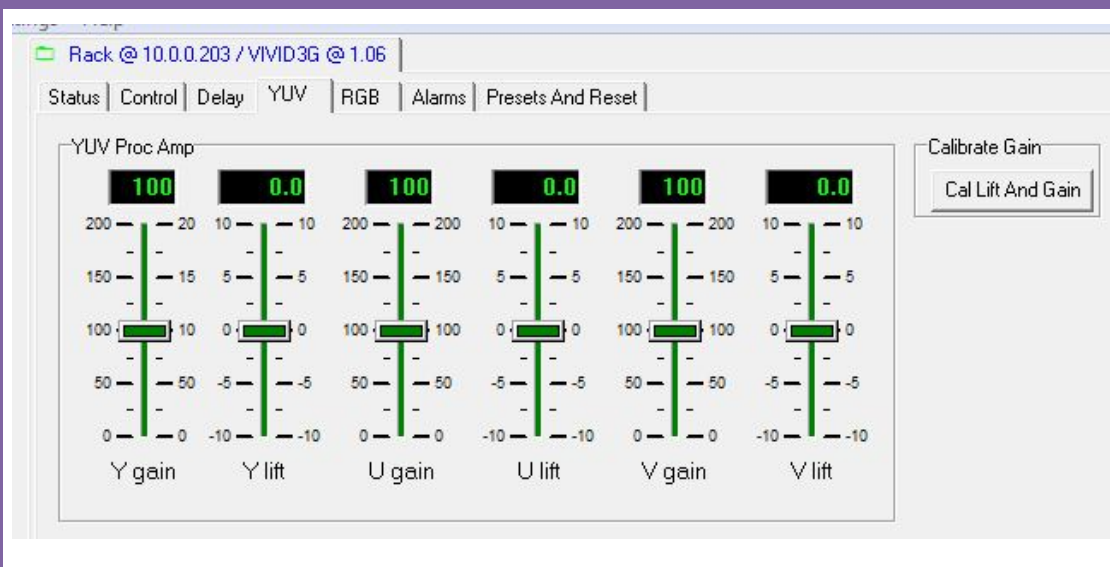 Rack @ 10.0.0.203 / VIVID3G @ 1.06
Status Control Delay YUV RGB Alarms Presets And Reset
YUV Proc Amp Calibrate Gain
100 0.0 100 0.0 100 0.0 Cal Lift And Gain
200 20 10 10 200 200 10 10 200 200 10 10
150 15 5 5 150 150 5 5 150 150 5 5
100 10 0 0 100 100 0 0 100 100 0 0
50 50 -5 -5 50 50 -5 -5 50 50 -5 -5
0 0 -10 -10 0 0 -10 -10 0 0 -10 -10
Y gain Y lift U gain U lift V gain V lift